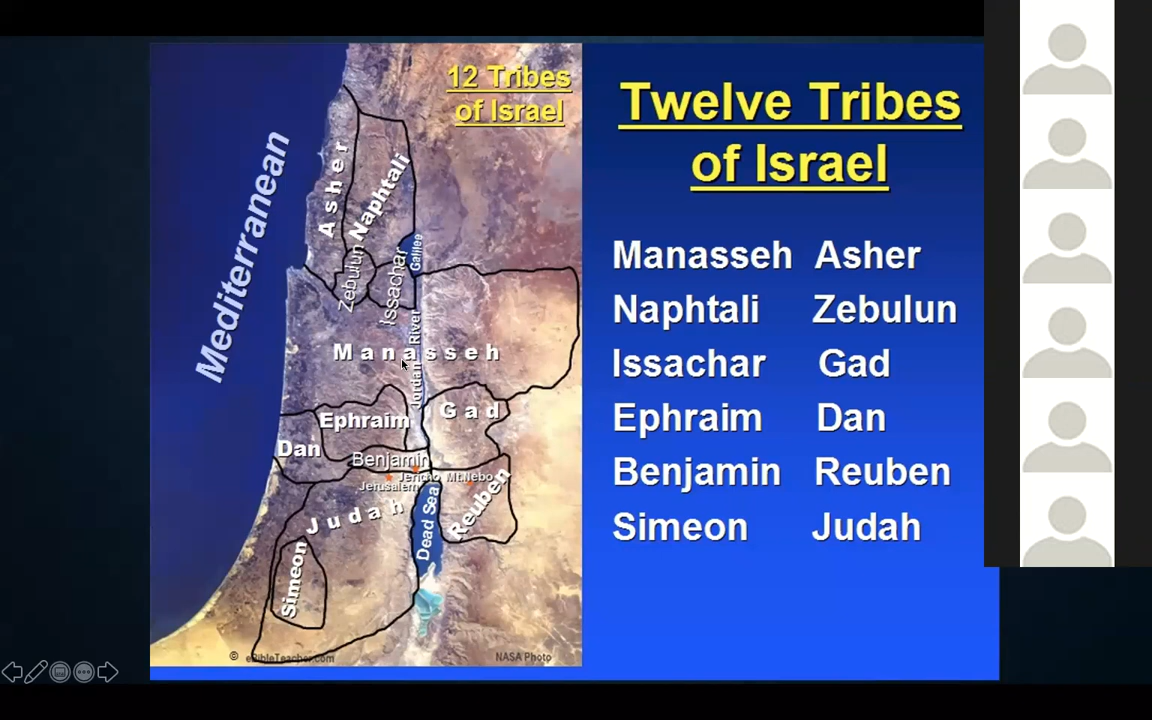 12 Tribes
of Israel
Mediterranean
Asher
Naphtali
Zebulun
Issachar
Galilee
Jordan River
Manasseh
Ephraim
Gad
Dan
Benjamin
Jericho Mt.Nebo
Jerusalem
Judah
Dead Sea
Reuben
Simeon
© eBibleTeacher.com
NASA Photo
Twelve Tribes
of Israel
Manasseh Asher
Naphtali Zebulun
Issachar Gad
Ephraim Dan
Benjamin Reuben
Simeon Judah